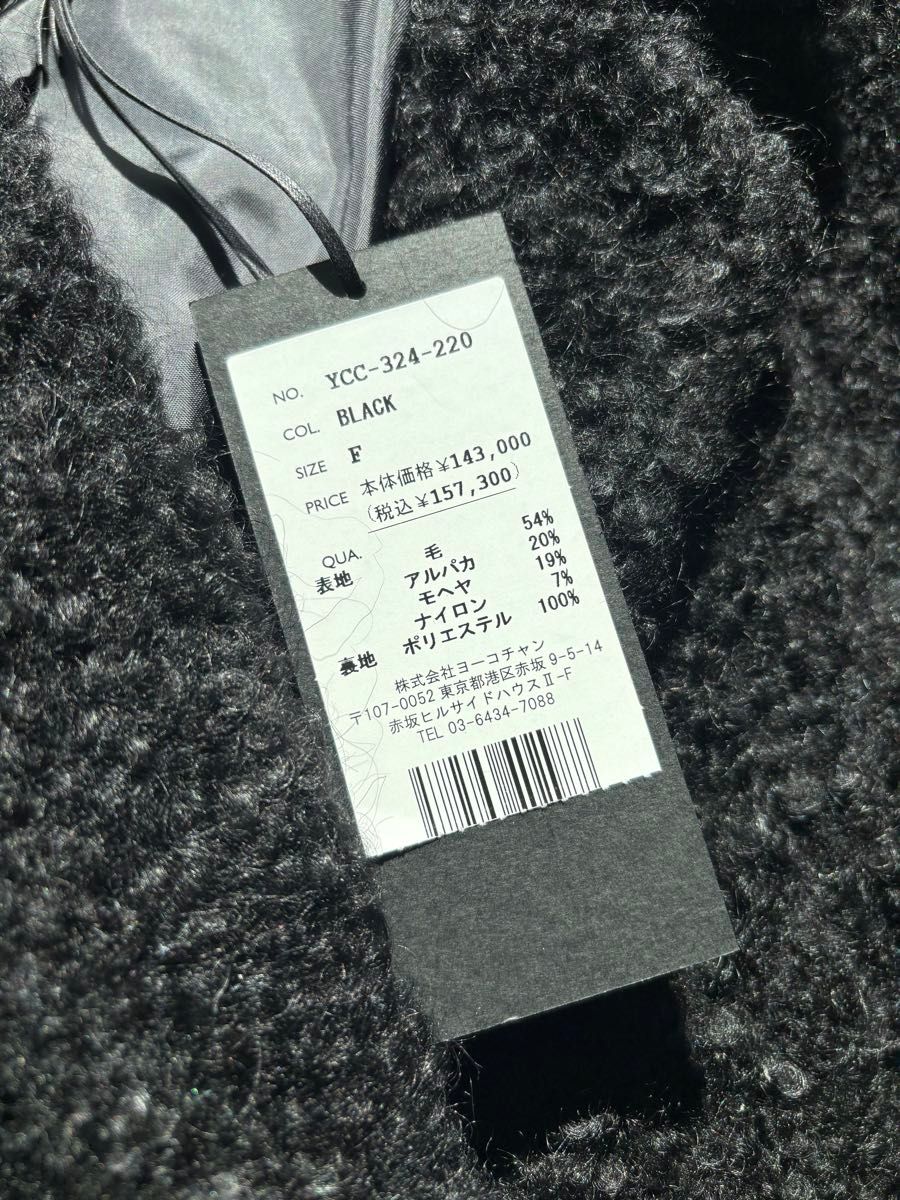 NO. YCC-324-220
COL. BLACK
SIZE F
PRICE 本体価格 ¥143,000
(税込 ¥157,300)
QUA.
表地 毛 54%
アルパカ 20%
モヘヤ 19%
ナイロン 7%
裏地 ポリエステル 100%
株式会社ヨーコチャン
〒107-0052 東京都港区赤坂 9-5-14
赤坂ヒルサイドハウスⅡ-F
TEL 03-6434-7088